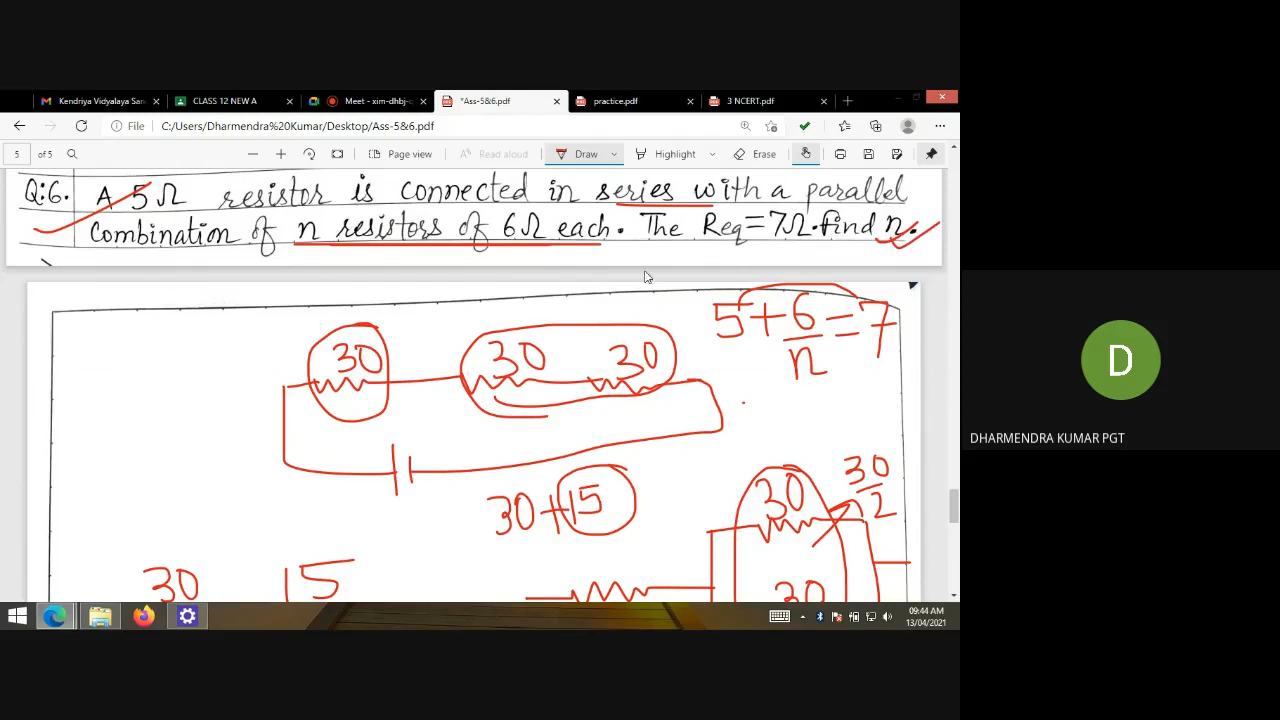 Kendriya Vidyalaya San
CLASS 12 NEW A
Meet - xim-dhbj-c
*Ass-5&6.pdf
practice.pdf
3 NCERT.pdf
File
C:/Users/Dharmendra%20Kumar/Desktop/Ass-5&6.pdf
5 of 5
Page view
Read aloud
Draw
Highlight
Erase
Q:6. A 5Ω resistor is connected in series with a parallel
Combination of n resistors of 6Ω each. The Req=7Ω. find n.
5+6/n=7
30 30 30
30
2
30+15
30
30 15
30
D
DHARMENDRA KUMAR PGT
09:44 AM
13/04/2021